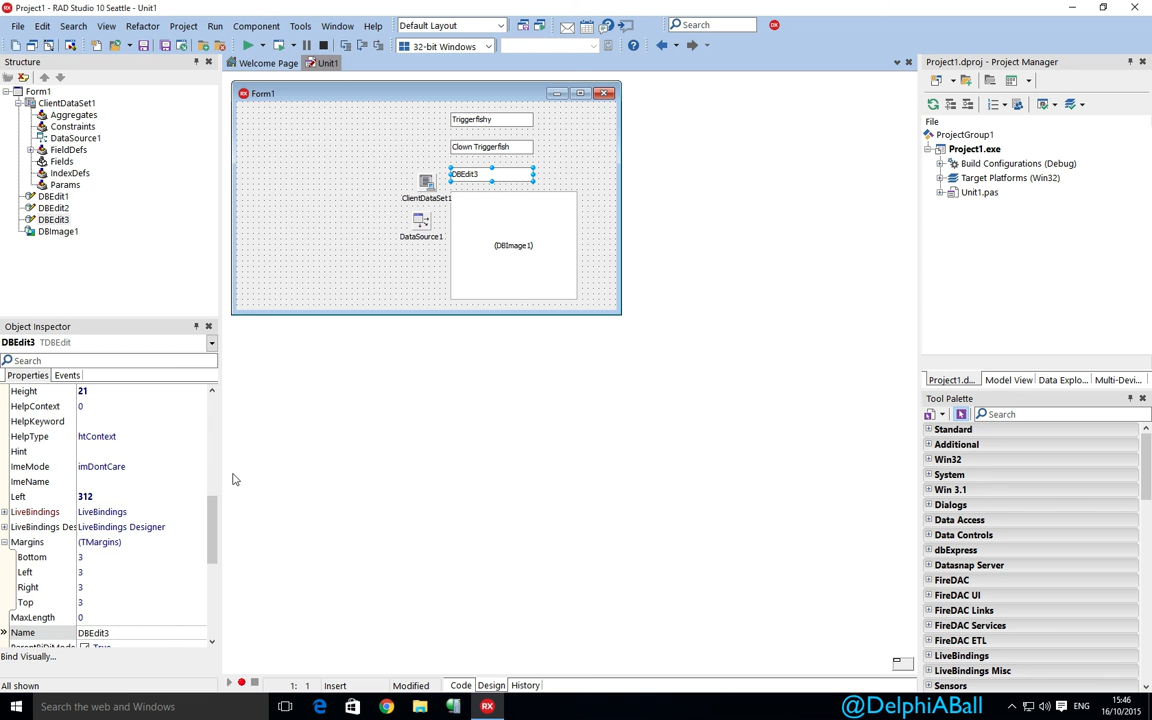 Project1 - RAD Studio 10 Seattle - Unit1
File Edit Search View Refactor Project Run Component Tools Window Help
Default Layout
Search
32-bit Windows
Structure
Form1
ClientDataSet1
Aggregates
Constraints
DataSource1
FieldDefs
Fields
IndexDefs
Params
DBEdit1
DBEdit2
DBEdit3
DBImage1
Object Inspector
DBEdit3 TDBEdit
Search
Properties Events
Height 21
HelpContext 0
HelpKeyword
HelpType htContext
Hint
ImeMode imDontCare
ImeName
Left 312
LiveBindings LiveBindings
LiveBindings Des LiveBindings Designer
Margins (TMargins)
Bottom 3
Left 3
Right 3
Top 3
MaxLength 0
Name DBEdit3
ParentBiDiMode True
Bind Visually...
All shown
Welcome Page Unit1
Form1
Triggerfishy
Clown Triggerfish
DBEdit3
ClientDataSet1
DataSource1
(DBImage1)
1: 1 Insert Modified Code Design History
Project1.dproj - Project Manager
File
ProjectGroup1
Project1.exe
Build Configurations (Debug)
Target Platforms (Win32)
Unit1.pas
Project1.d... Model View Data Explo... Multi-Devi...
Tool Palette
Search
Standard
Additional
Win32
System
Win 3.1
Dialogs
Data Access
Data Controls
dbExpress
Datasnap Server
FireDAC
FireDAC UI
FireDAC Links
FireDAC Services
FireDAC ETL
LiveBindings
LiveBindings Misc
Sensors
Search the web and Windows
@DelphiABall
ENG
15:46
16/10/2015